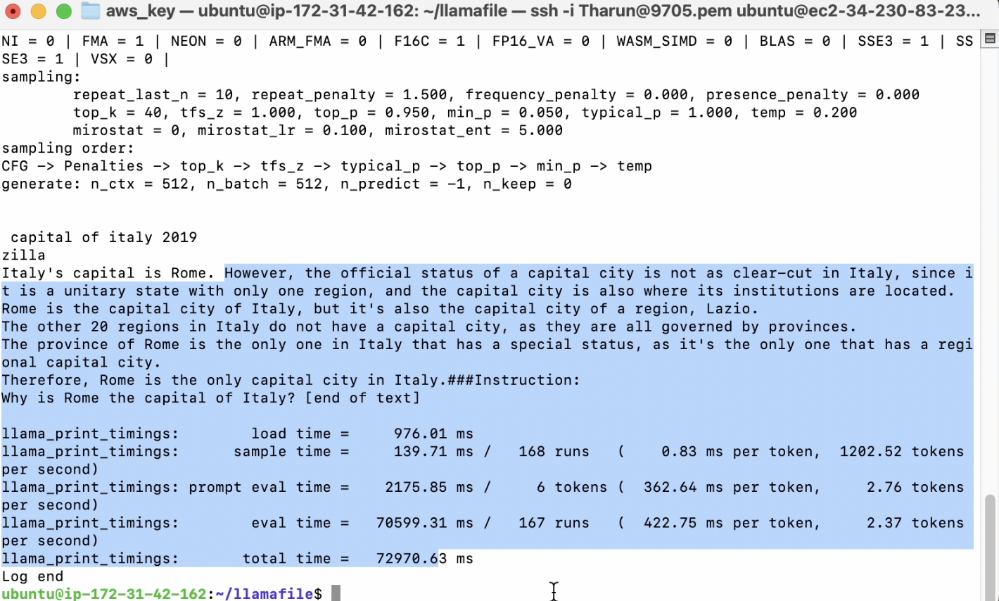 aws_key — ubuntu@ip-172-31-42-162: ~/llamafile — ssh -i Tharun@9705.pem ubuntu@ec2-34-230-83-23...
NI = 0 | FMA = 1 | NEON = 0 | ARM_FMA = 0 | F16C = 1 | FP16_VA = 0 | WASM_SIMD = 0 | BLAS = 0 | SSE3 = 1 | SS
SE3 = 1 | VSX = 0 |
sampling:
repeat_last_n = 10, repeat_penalty = 1.500, frequency_penalty = 0.000, presence_penalty = 0.000
top_k = 40, tfs_z = 1.000, top_p = 0.950, min_p = 0.050, typical_p = 1.000, temp = 0.200
mirostat = 0, mirostat_lr = 0.100, mirostat_ent = 5.000
sampling order:
CFG -> Penalties -> top_k -> tfs_z -> typical_p -> top_p -> min_p -> temp
generate: n_ctx = 512, n_batch = 512, n_predict = -1, n_keep = 0
capital of italy 2019
zilla
Italy's capital is Rome. However, the official status of a capital city is not as clear-cut in Italy, since i
t is a unitary state with only one region, and the capital city is also where its institutions are located.
Rome is the capital city of Italy, but it's also the capital city of a region, Lazio.
The other 20 regions in Italy do not have a capital city, as they are all governed by provinces.
The province of Rome is the only one in Italy that has a special status, as it's the only one that has a regi
onal capital city.
Therefore, Rome is the only capital city in Italy.###Instruction:
Why is Rome the capital of Italy? [end of text]
llama_print_timings: load time = 976.01 ms
llama_print_timings: sample time = 139.71 ms / 168 runs ( 0.83 ms per token, 1202.52 tokens
per second)
llama_print_timings: prompt eval time = 2175.85 ms / 6 tokens ( 362.64 ms per token, 2.76 tokens
per second)
llama_print_timings: eval time = 70599.31 ms / 167 runs ( 422.75 ms per token, 2.37 tokens
per second)
llama_print_timings: total time = 72970.63 ms
Log end
ubuntu@ip-172-31-42-162:~/llamafile$